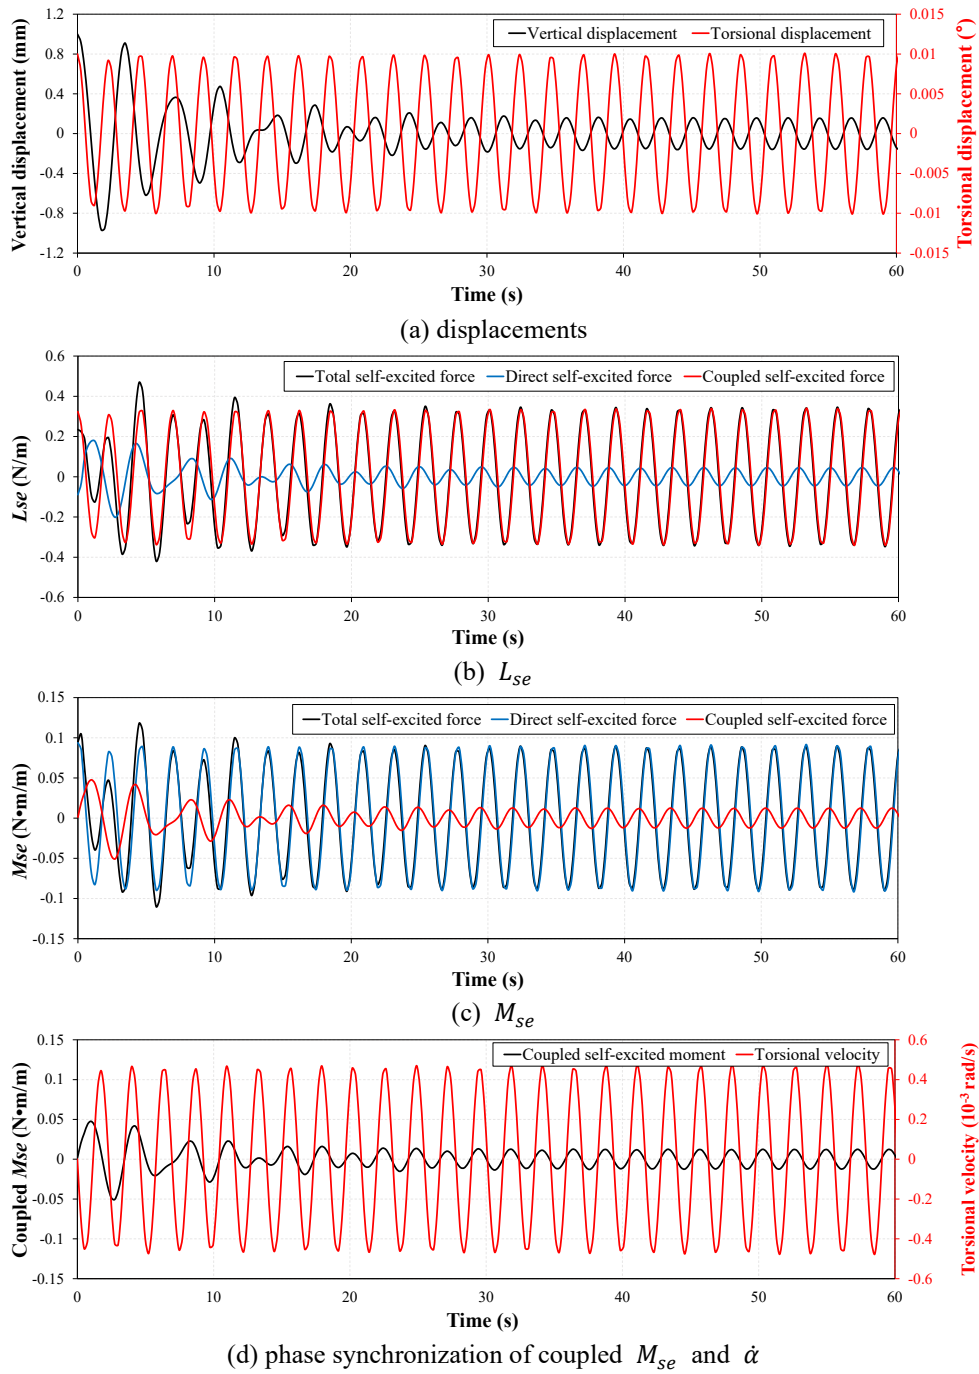 Vertical displacement Torsional displacement
Vertical displacement (mm)
1.2
0.8
0.4
0
-0.4
-0.8
-1.2
0.015
0.010
0.005
0
-0.005
-0.010
-0.015
Torsional displacement (°)
0 10 20 30 40 50 60
Time (s)
(a) displacements
Total self-excited force Direct self-excited force Coupled self-excited force
Lse (N/m)
0.6
0.4
0.2
0
-0.2
-0.4
-0.6
0 10 20 30 40 50 60
Time (s)
(b) Lse
Total self-excited force Direct self-excited force Coupled self-excited force
Mse (N•m/m)
0.15
0.1
0.05
0
-0.05
-0.1
-0.15
0 10 20 30 40 50 60
Time (s)
(c) Mse
Coupled self-excited moment Torsional velocity
Coupled Mse (N•m/m)
0.15
0.1
0.05
0
-0.05
-0.1
-0.15
0.6
0.4
0.2
0
-0.2
-0.4
-0.6
Torsional velocity (10⁻³ rad/s)
0 10 20 30 40 50 60
Time (s)
(d) phase synchronization of coupled Mse and α̇